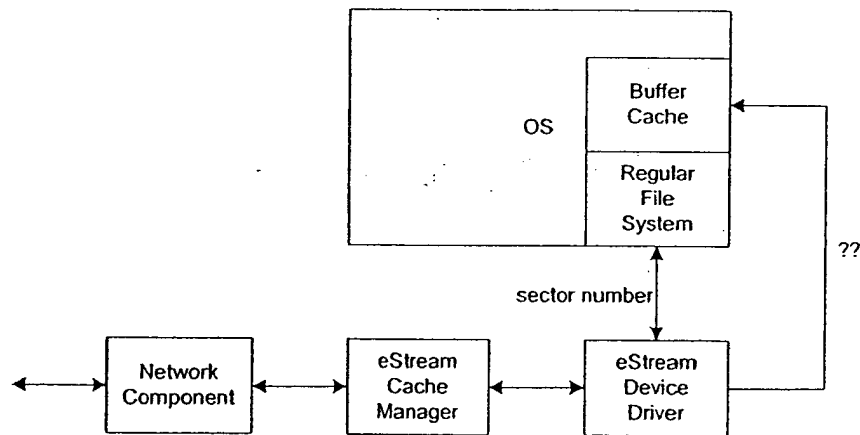 Buffer
Cache
OS
Regular
File
System
??
sector number
Network
Component
eStream
Cache
Manager
eStream
Device
Driver